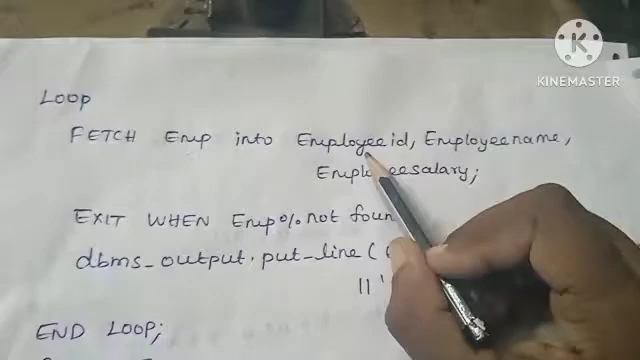 KINEMASTER
Loop
FETCH Emp into Employeeid, Employeename,
Employeesalary;
EXIT WHEN Emp%not foun
dbms_output.put_line(
||'
END LOOP;